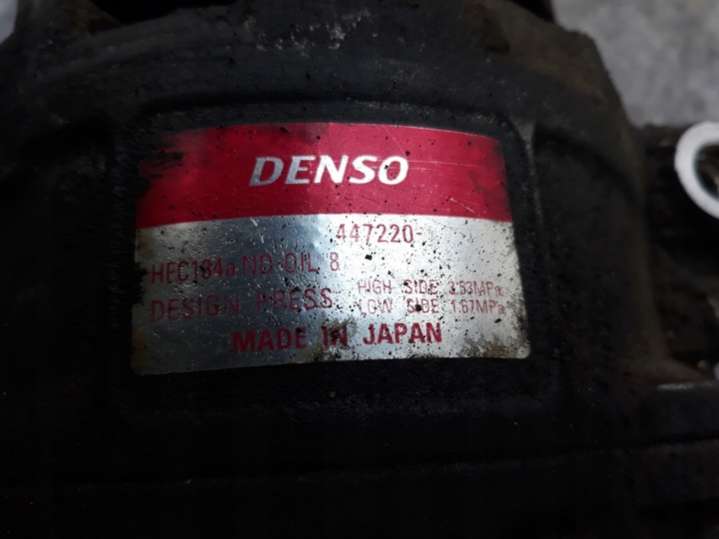 DENSO
447220-
HFC134a ND-OIL 8
DESIGN PRESS. HIGH SIDE 3.53MPa
LOW SIDE 1.67MPa
MADE IN JAPAN